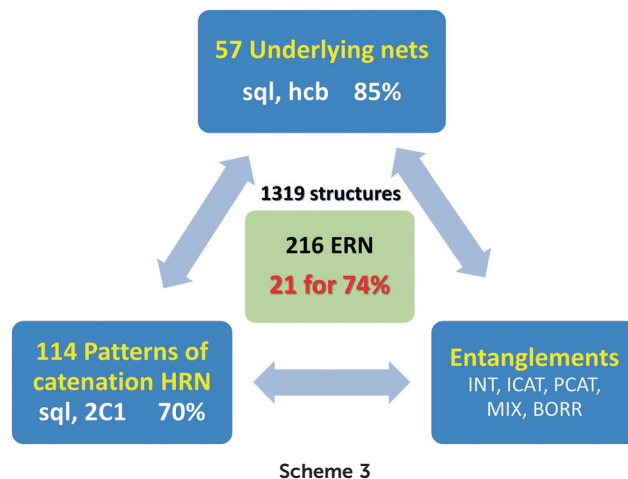 57 Underlying nets
sql, hcb 85%
1319 structures
216 ERN
21 for 74%
114 Patterns of
catenation HRN
sql, 2C1 70%
Entanglements
INT, ICAT, PCAT,
MIX, BORR
Scheme 3